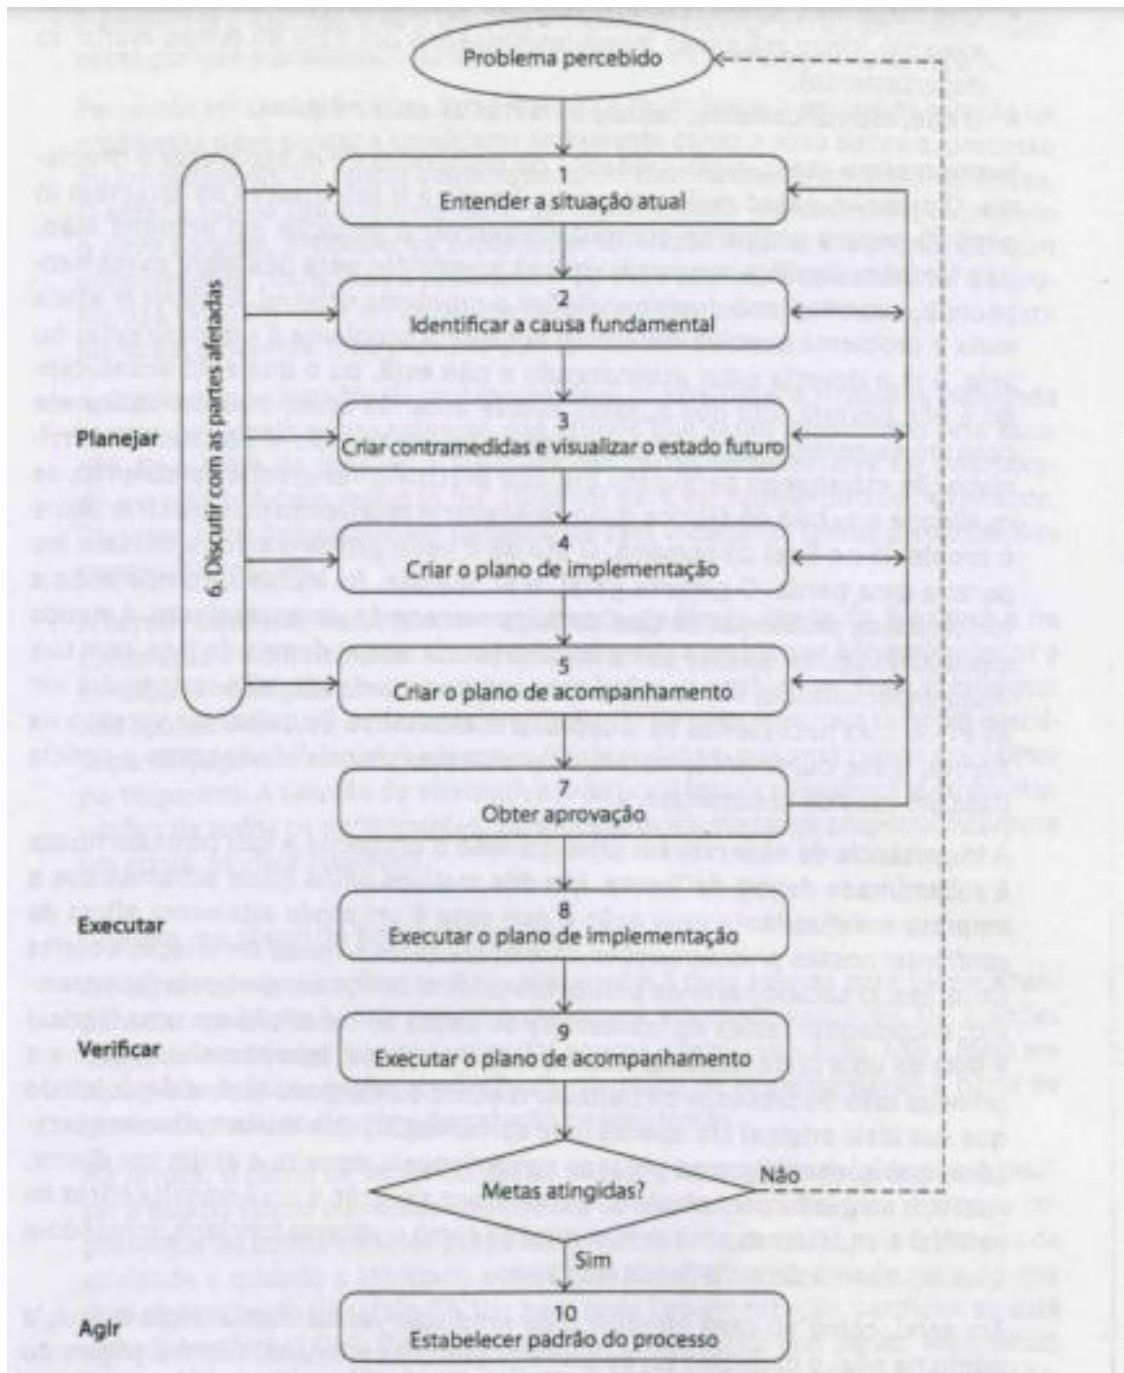 Problema percebido
1
Entender a situação atual
2
Identificar a causa fundamental
6. Discutir com as partes afetadas
Planejar
3
Criar contramedidas e visualizar o estado futuro
4
Criar o plano de implementação
5
Criar o plano de acompanhamento
7
Obter aprovação
Executar
8
Executar o plano de implementação
Verificar
9
Executar o plano de acompanhamento
Metas atingidas?
Não
Sim
Agir
10
Estabelecer padrão do processo